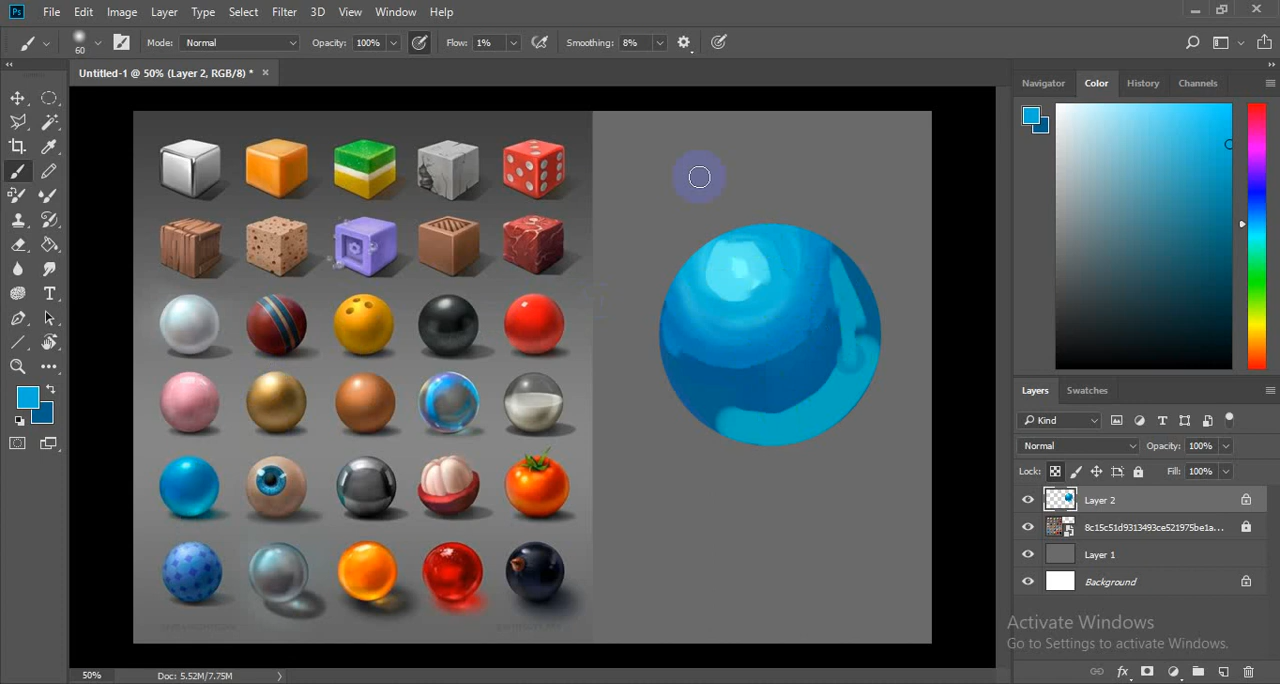 Ps File Edit Image Layer Type Select Filter 3D View Window Help
60 Mode: Normal Opacity: 100% Flow: 1% Smoothing: 8%
Untitled-1 @ 50% (Layer 2, RGB/8) *
Navigator Color History Channels
Layers Swatches
Kind
Normal Opacity: 100%
Lock: Fill: 100%
Layer 2
8c15c51d9313493ce521975be1a...
Layer 1
Background
Activate Windows
Go to Settings to activate Windows.
50% Doc: 5.52M/7.75M